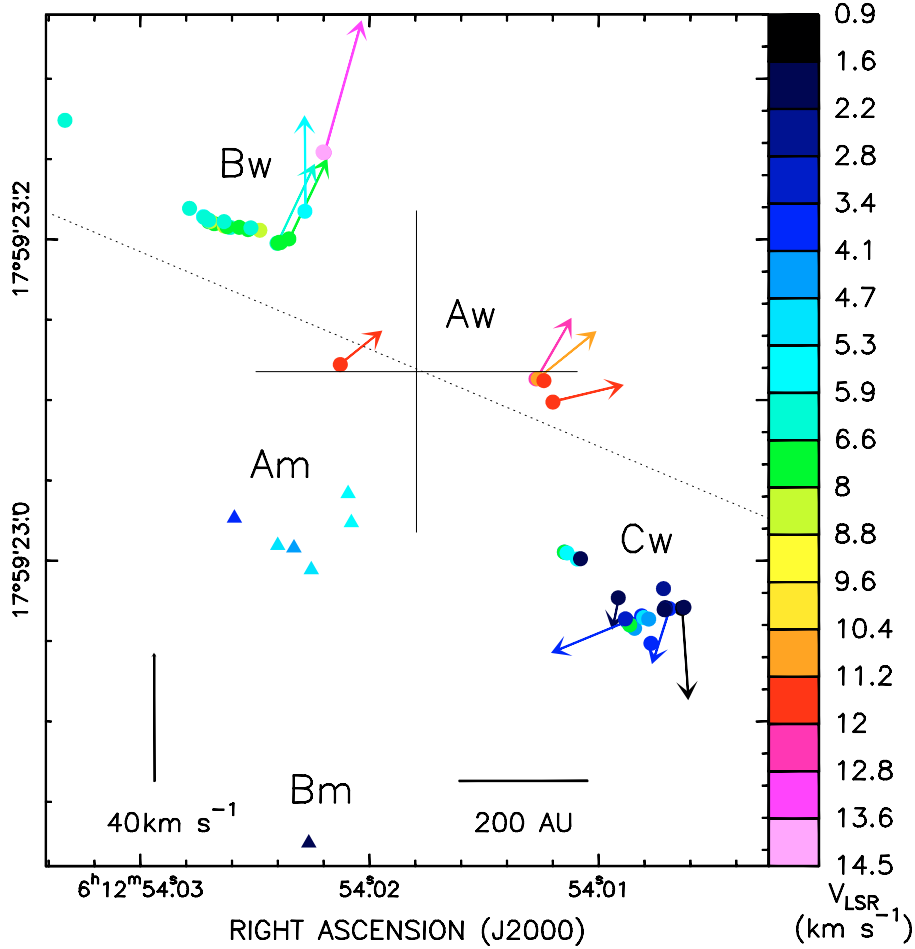 0.9
1.6
2.2
2.8
3.4
4.1
4.7
5.3
5.9
6.6
8
8.8
9.6
10.4
11.2
12
12.8
13.6
14.5
V_LSR
(km s⁻¹)
Bw
Aw
Am
Cw
Bm
17°59'23."2
17°59'23."0
40km s⁻¹
200 AU
6ʰ12ᵐ54.ˢ03
54.ˢ02
54.ˢ01
RIGHT ASCENSION (J2000)